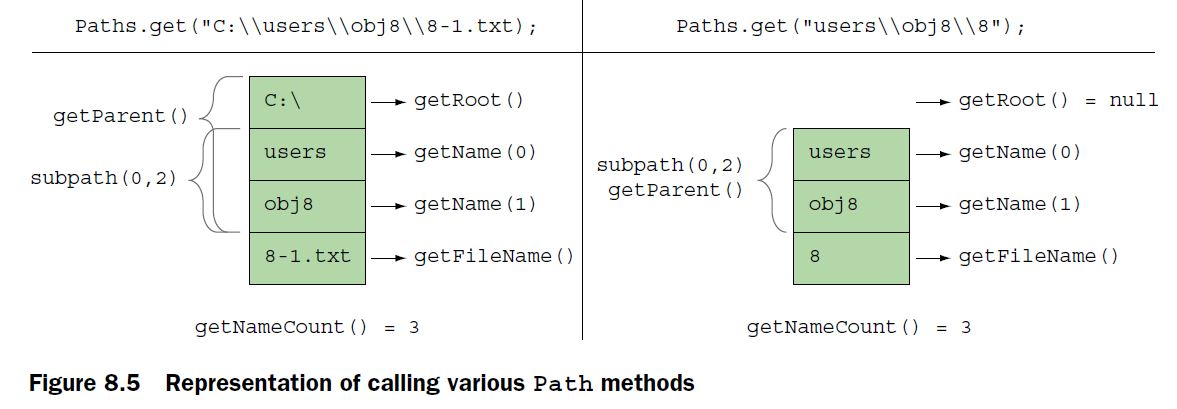 Paths.get("C:\\users\\obj8\\8-1.txt);
getParent()
subpath(0,2)
C:\
users
obj8
8-1.txt
getRoot()
getName(0)
getName(1)
getFileName()
getNameCount() = 3
Paths.get("users\\obj8\\8");
subpath(0,2)
getParent()
users
obj8
8
getRoot() = null
getName(0)
getName(1)
getFileName()
getNameCount() = 3
Figure 8.5 Representation of calling various Path methods